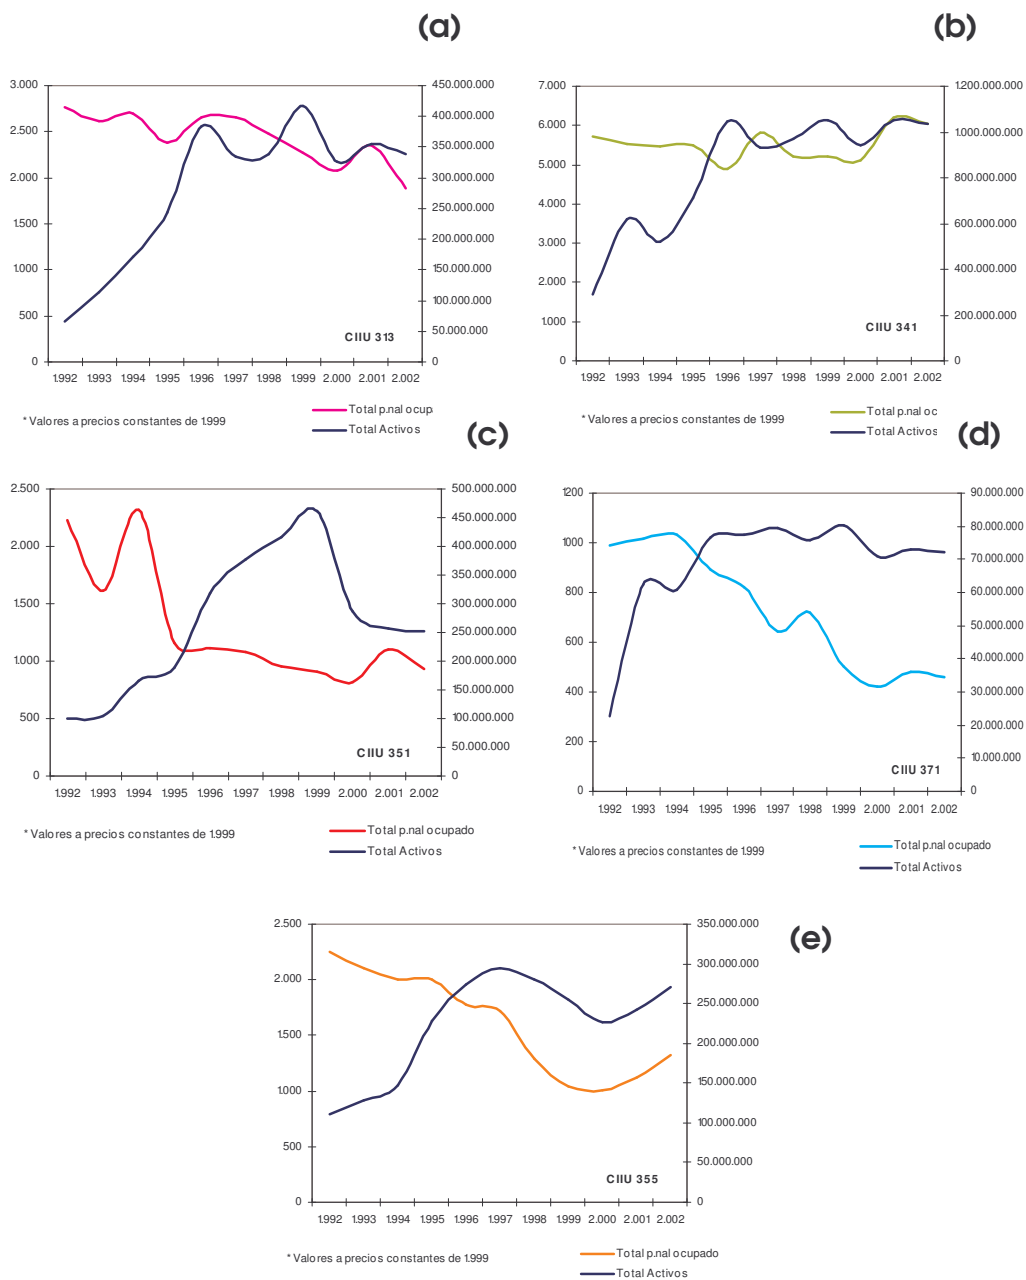 (a)
3.000
2.500
2.000
1.500
1.000
500
0
450.000.000
400.000.000
350.000.000
300.000.000
250.000.000
200.000.000
150.000.000
100.000.000
50.000.000
0
CIIU 313
1.992 1.993 1.994 1.995 1.996 1.997 1.998 1.999 2.000 2.001 2.002
* Valores a precios constantes de 1.999
Total p.nal ocup
Total Activos
(b)
7.000
6.000
5.000
4.000
3.000
2.000
1.000
0
1.200.000.000
1.000.000.000
800.000.000
600.000.000
400.000.000
200.000.000
0
CIIU 341
1.992 1.993 1.994 1.995 1.996 1.997 1.998 1.999 2.000 2.001 2.002
* Valores a precios constantes de 1.999
Total p.nal oc
Total Activos
(c)
2.500
2.000
1.500
1.000
500
0
500.000.000
450.000.000
400.000.000
350.000.000
300.000.000
250.000.000
200.000.000
150.000.000
100.000.000
50.000.000
0
CIIU 351
1.992 1.993 1.994 1.995 1.996 1.997 1.998 1.999 2.000 2.001 2.002
* Valores a precios constantes de 1.999
Total p.nal ocupado
Total Activos
(d)
1200
1000
800
600
400
200
0
90.000.000
80.000.000
70.000.000
60.000.000
50.000.000
40.000.000
30.000.000
20.000.000
10.000.000
0
CIIU 371
1.992 1.993 1.994 1.995 1.996 1.997 1.998 1.999 2.000 2.001 2.002
* Valores a precios constantes de 1.999
Total p.nal ocupado
Total Activos
(e)
2.500
2.000
1.500
1.000
500
0
350.000.000
300.000.000
250.000.000
200.000.000
150.000.000
100.000.000
50.000.000
0
CIIU 355
1.992 1.993 1.994 1.995 1.996 1.997 1.998 1.999 2.000 2.001 2.002
* Valores a precios constantes de 1.999
Total p.nal ocupado
Total Activos